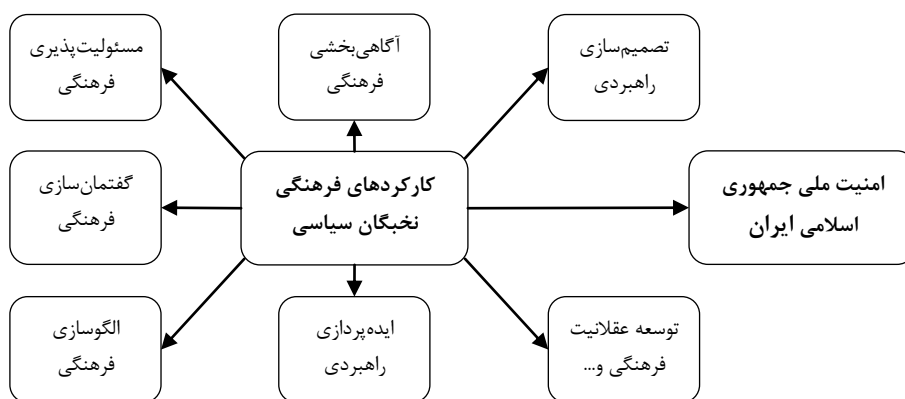 تصمیم‌سازی
راهبردی
آگاهی‌بخشی
فرهنگی
مسئولیت‌پذیری
فرهنگی
امنیت ملی جمهوری
اسلامی ایران
کارکردهای فرهنگی
نخبگان سیاسی
گفتمان‌سازی
فرهنگی
توسعه عقلانیت
فرهنگی و...
ایده‌پردازی
راهبردی
الگوسازی
فرهنگی